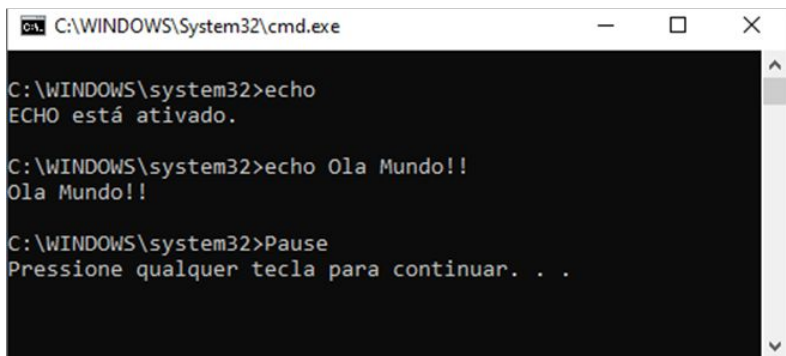 C:\WINDOWS\System32\cmd.exe
C:\WINDOWS\system32>echo
ECHO está ativado.
C:\WINDOWS\system32>echo Ola Mundo!!
Ola Mundo!!
C:\WINDOWS\system32>Pause
Pressione qualquer tecla para continuar. . .